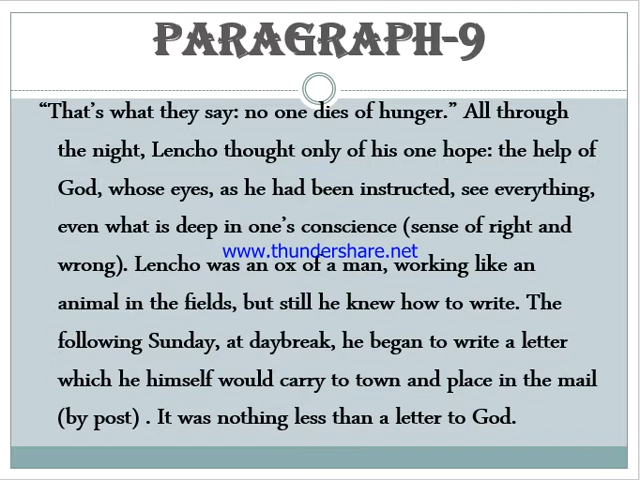 PARAGRAPH-9
“That’s what they say: no one dies of hunger.” All through
the night, Lencho thought only of his one hope: the help of
God, whose eyes, as he had been instructed, see everything,
even what is deep in one’s conscience (sense of right and
www.thundershare.net
wrong). Lencho was an ox of a man, working like an
animal in the fields, but still he knew how to write. The
following Sunday, at daybreak, he began to write a letter
which he himself would carry to town and place in the mail
(by post) . It was nothing less than a letter to God.